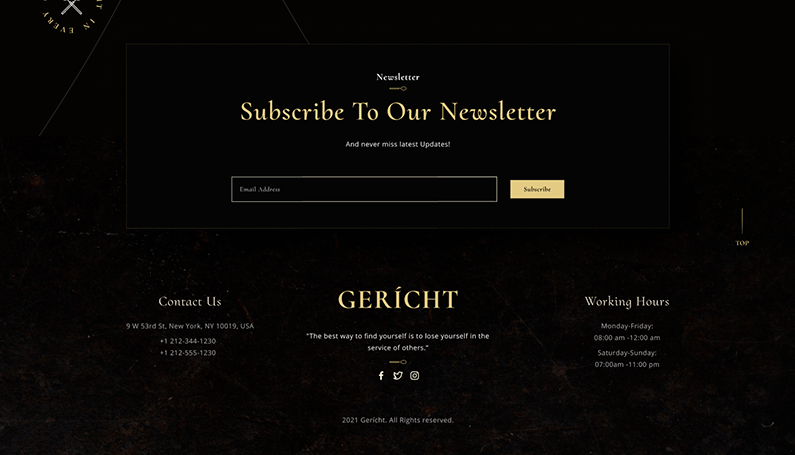 AT IN EVERY
Newsletter
Subscribe To Our Newsletter
And never miss latest Updates!
Email Address
Subscribe
TOP
Contact Us
9 W 53rd St, New York, NY 10019, USA
+1 212-344-1230
+1 212-555-1230
GERÍCHT
"The best way to find yourself is to lose yourself in the
service of others."
Working Hours
Monday-Friday:
08:00 am -12:00 am
Saturday-Sunday:
07:00am -11:00 pm
2021 Gerícht. All Rights reserved.